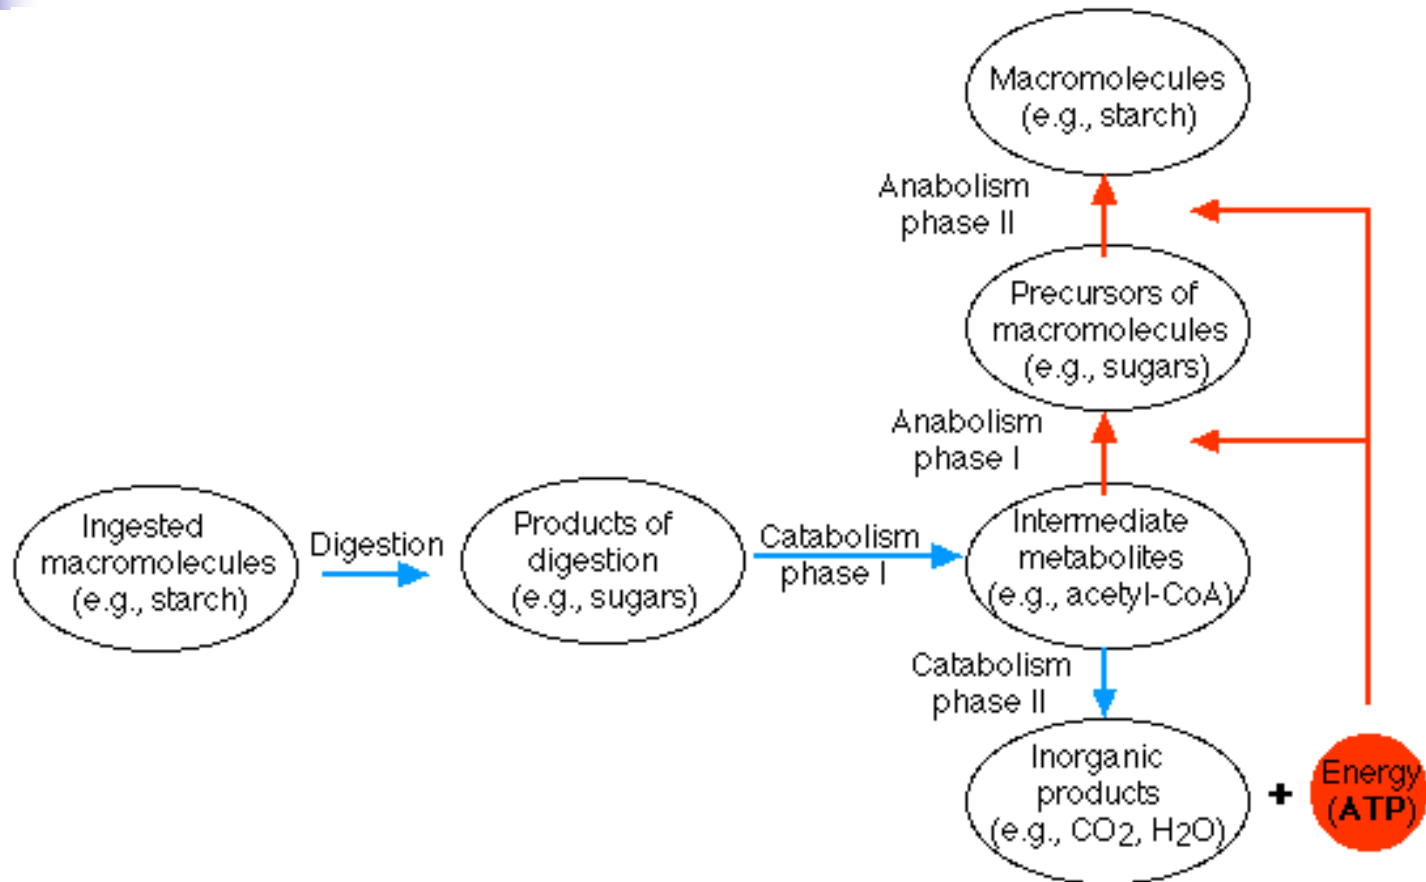 Macromolecules
(e.g., starch)
Anabolism
phase II
Precursors of
macromolecules
(e.g., sugars)
Anabolism
phase I
Ingested
macromolecules
(e.g., starch)
Digestion
Products of
digestion
(e.g., sugars)
Catabolism
phase I
Intermediate
metabolites
(e.g., acetyl-CoA)
Catabolism
phase II
Inorganic
products
(e.g., CO2, H2O)
+
Energy
(ATP)